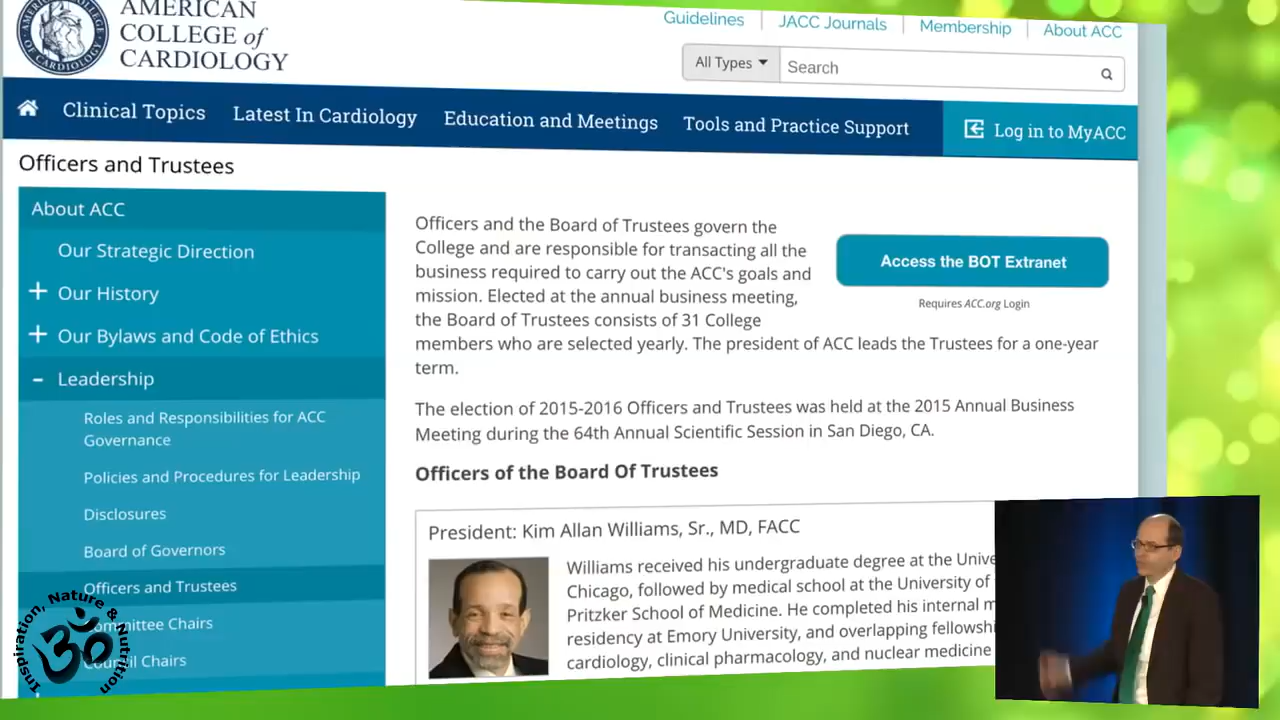 AMERICAN
COLLEGE of
CARDIOLOGY
AMERICAN COLLEGE OF CARDIOLOGY
Guidelines | JACC Journals | Membership | About ACC
All Types Search
Clinical Topics Latest In Cardiology Education and Meetings Tools and Practice Support Log in to MyACC
Officers and Trustees
About ACC
Our Strategic Direction
+ Our History
+ Our Bylaws and Code of Ethics
– Leadership
Roles and Responsibilities for ACC
Governance
Policies and Procedures for Leadership
Disclosures
Board of Governors
Officers and Trustees
Committee Chairs
Council Chairs
Officers and the Board of Trustees govern the
College and are responsible for transacting all the
business required to carry out the ACC's goals and
mission. Elected at the annual business meeting,
the Board of Trustees consists of 31 College
members who are selected yearly. The president of ACC leads the Trustees for a one-year
term.
Access the BOT Extranet
Requires ACC.org Login
The election of 2015-2016 Officers and Trustees was held at the 2015 Annual Business
Meeting during the 64th Annual Scientific Session in San Diego, CA.
Officers of the Board Of Trustees
President: Kim Allan Williams, Sr., MD, FACC
Williams received his undergraduate degree at the Unive
Chicago, followed by medical school at the University of
Pritzker School of Medicine. He completed his internal m
residency at Emory University, and overlapping fellowshi
cardiology, clinical pharmacology, and nuclear medicine
Inspiration, Nature & Nutrition
ॐ